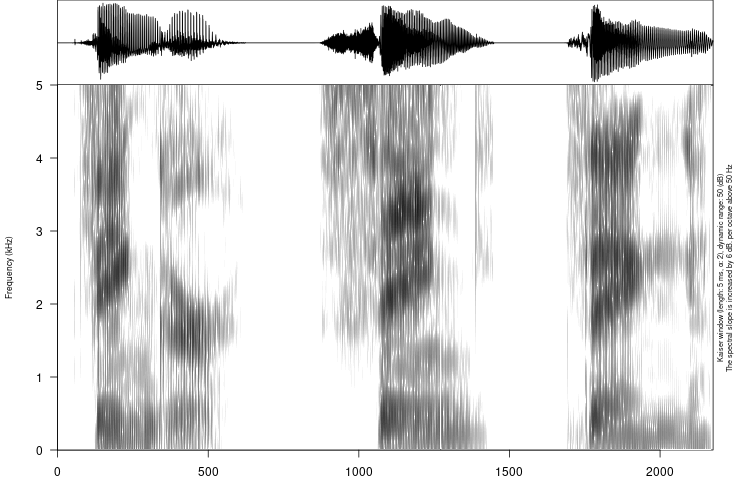 5
4
3
2
1
0
Frequency (kHz)
0 500 1000 1500 2000
Kaiser window (length: 5 ms, α: 2), dynamic range: 50 (dB)
The spectral slope is increased by 6 dB per octave above 50 Hz